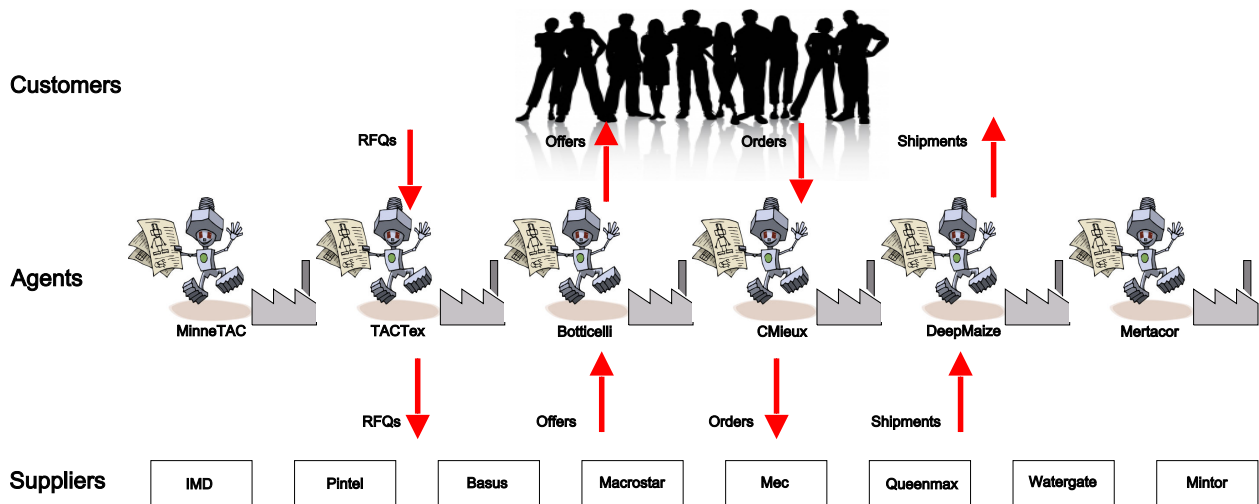 Customers
RFQs
Offers
Orders
Shipments
Agents
MinneTAC
TACTex
Botticelli
CMieux
DeepMaize
Mertacor
RFQs
Offers
Orders
Shipments
Suppliers
IMD
Pintel
Basus
Macrostar
Mec
Queenmax
Watergate
Mintor